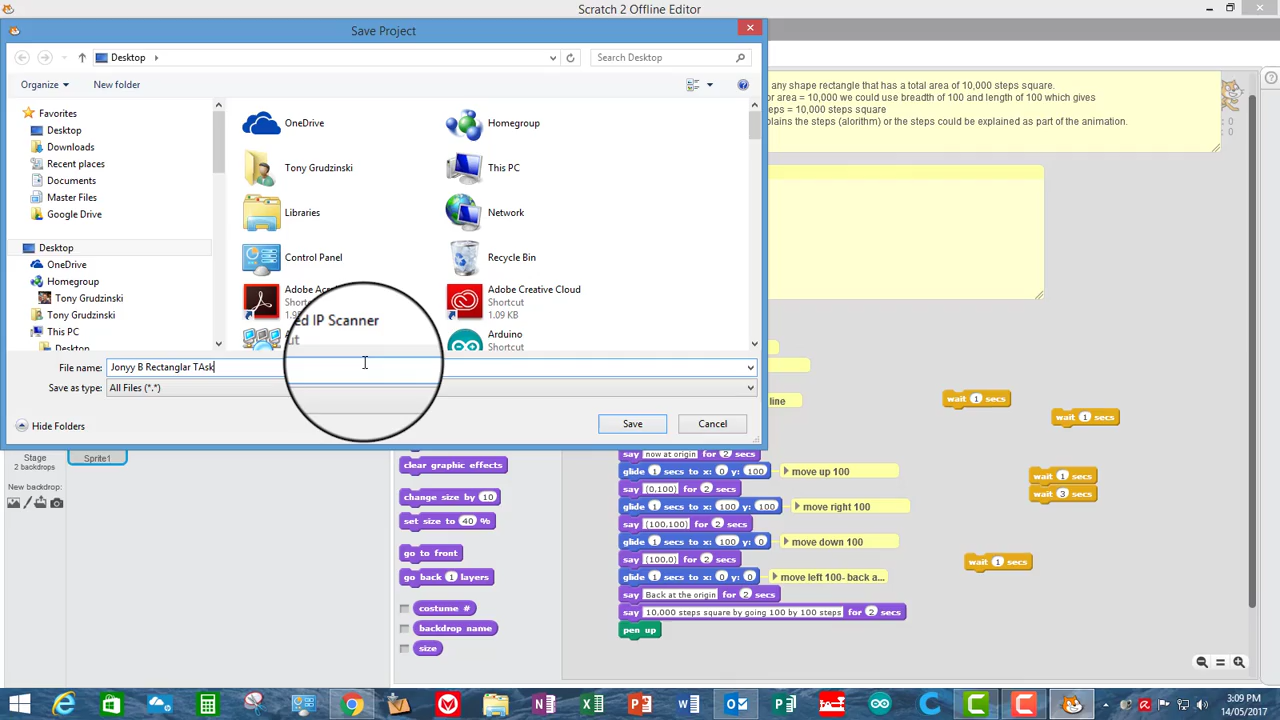 Scratch 2 Offline Editor
Save Project
Desktop
Search Desktop
Organize
New folder
Favorites
Desktop
Downloads
Recent places
Documents
Master Files
Google Drive
Desktop
OneDrive
Homegroup
Tony Grudzinski
Tony Grudzinski
This PC
Desktop
OneDrive
Homegroup
Tony Grudzinski
This PC
Libraries
Network
Control Panel
Recycle Bin
Adobe Ac
Shortc
Adobe Creative Cloud
Shortcut
1.09 KB
ed IP Scanner
ut
Arduino
Shortcut
File name: Jonyy B Rectanglar TAsk
Save as type: All Files (*.*)
Hide Folders
Save
Cancel
any shape rectangle that has a total area of 10,000 steps square.
or area = 10,000 we could use breadth of 100 and length of 100 which gives
eps = 10,000 steps square
plains the steps (alorithm) or the steps could be explained as part of the animation.
: 0
: 0
line
wait 1 secs
wait 1 secs
wait 1 secs
wait 3 secs
wait 1 secs
Stage
2 backdrops
New backdrop:
Sprite1
clear graphic effects
change size by 10
set size to 40 %
go to front
go back 1 layers
costume #
backdrop name
size
say now at origin for 2 secs
glide 1 secs to x: 0 y: 100 move up 100
say (0,100) for 2 secs
glide 1 secs to x: 100 y: 100 move right 100
say (100,100) for 2 secs
glide 1 secs to x: 100 y: 0 move down 100
say (100,0) for 2 secs
glide 1 secs to x: 0 y: 0 move left 100- back a...
say Back at the origin for 2 secs
say 10,000 steps square by going 100 by 100 steps for 2 secs
pen up
3:09 PM
14/05/2017